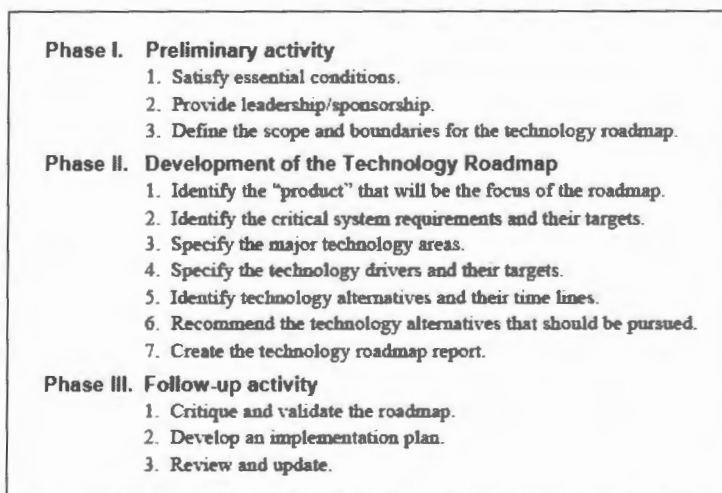 Phase I. Preliminary activity
1. Satisfy essential conditions.
2. Provide leadership/sponsorship.
3. Define the scope and boundaries for the technology roadmap.
Phase II. Development of the Technology Roadmap
1. Identify the "product" that will be the focus of the roadmap.
2. Identify the critical system requirements and their targets.
3. Specify the major technology areas.
4. Specify the technology drivers and their targets.
5. Identify technology alternatives and their time lines.
6. Recommend the technology alternatives that should be pursued.
7. Create the technology roadmap report.
Phase III. Follow-up activity
1. Critique and validate the roadmap.
2. Develop an implementation plan.
3. Review and update.